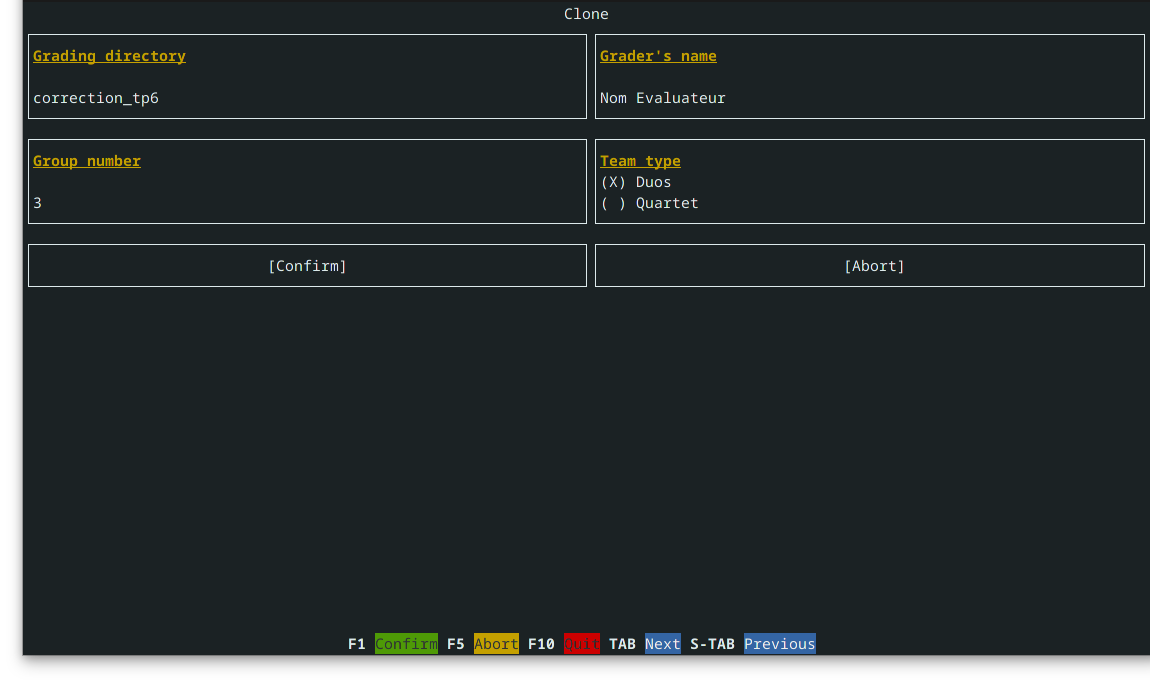 Clone
Grading directory
correction_tp6
Grader's name
Nom Evaluateur
Group number
3
Team type
(X) Duos
( ) Quartet
[Confirm]
[Abort]
F1 Confirm F5 Abort F10 Quit TAB Next S-TAB Previous